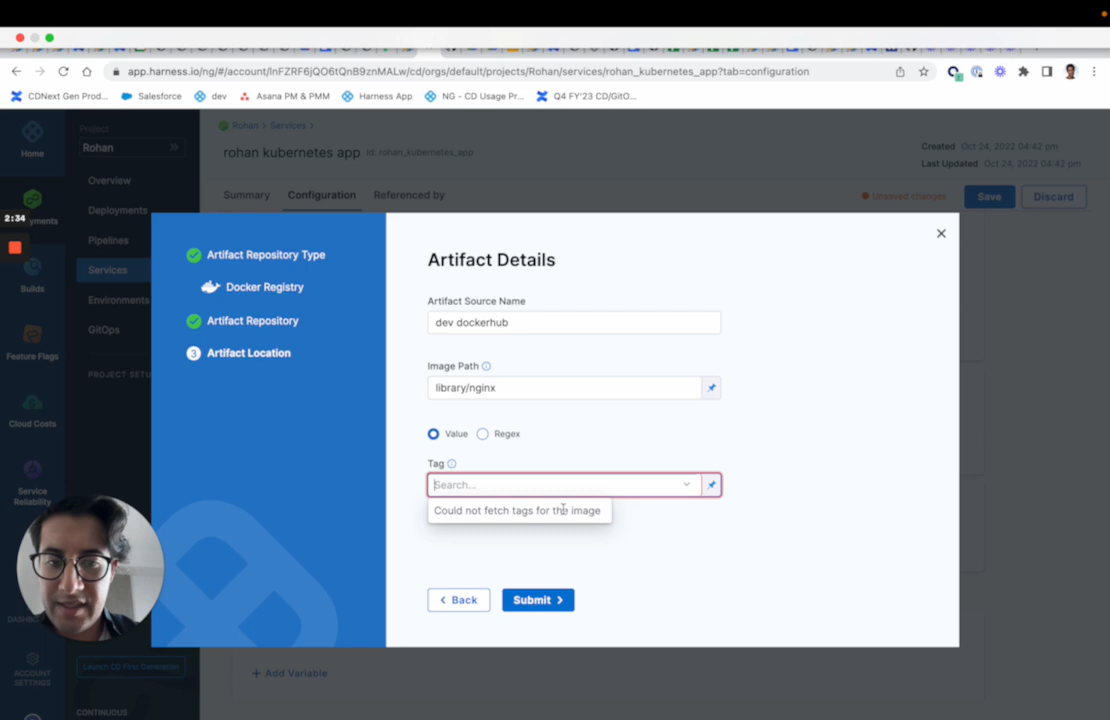 app.harness.io/ng/#/account/lnFZRF6jQO6tQnB9znMALw/cd/orgs/default/projects/Rohan/services/rohan_kubernetes_app?tab=configuration
CDNext Gen Prod... Salesforce dev Asana PM & PMM Harness App NG - CD Usage Pr... Q4 FY'23 CD/GitO...
Home
Project
Rohan
Overview
Deployments
Pipelines
Services
Environments
GitOps
PROJECT SETU
2:34
yments
Builds
Feature Flags
Cloud Costs
Service
Reliability
DASHB
ACCOUNT
SETTINGS
Launch CD First Generation
CONTINUOUS
Rohan > Services >
rohan kubernetes app Id: rohan_kubernetes_app
Created Oct 24, 2022 04:42 pm
Last Updated Oct 24, 2022 04:42 pm
Summary Configuration Referenced by
Unsaved changes Save Discard
Artifact Repository Type
Docker Registry
Artifact Repository
3 Artifact Location
Artifact Details
Artifact Source Name
dev dockerhub
Image Path
library/nginx
Value Regex
Tag
Search...
Could not fetch tags for the image
< Back Submit >
+ Add Variable